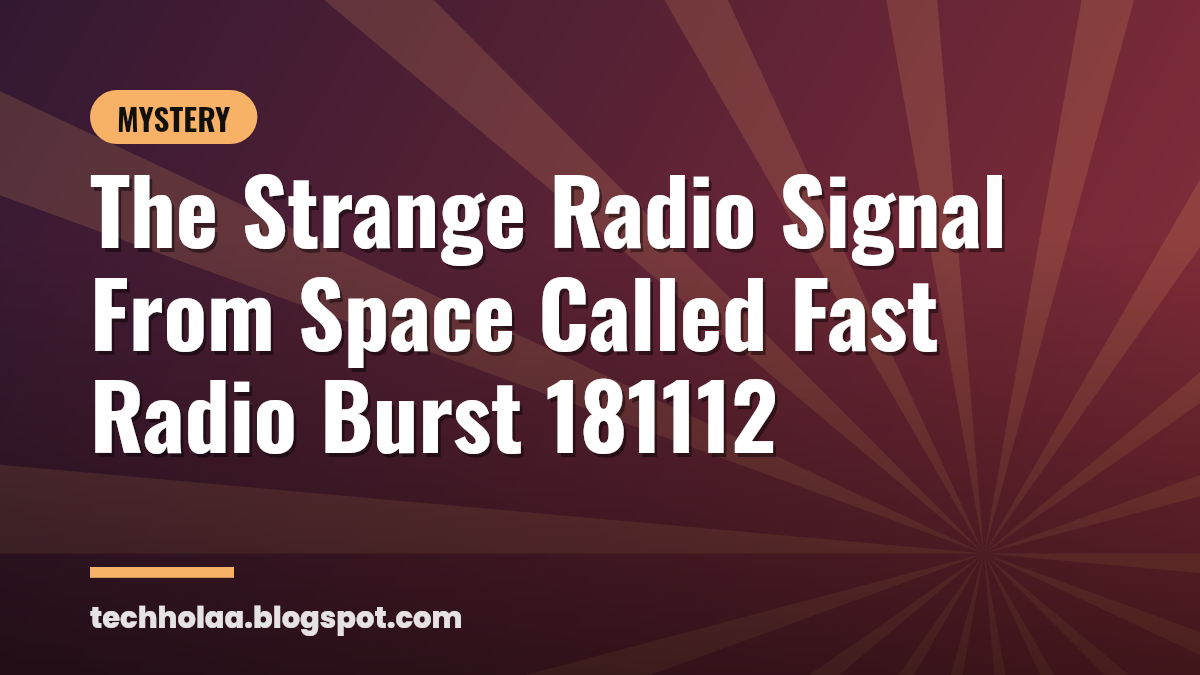 MYSTERY
The Strange Radio Signal
From Space Called Fast
Radio Burst 181112
techholaa.blogspot.com